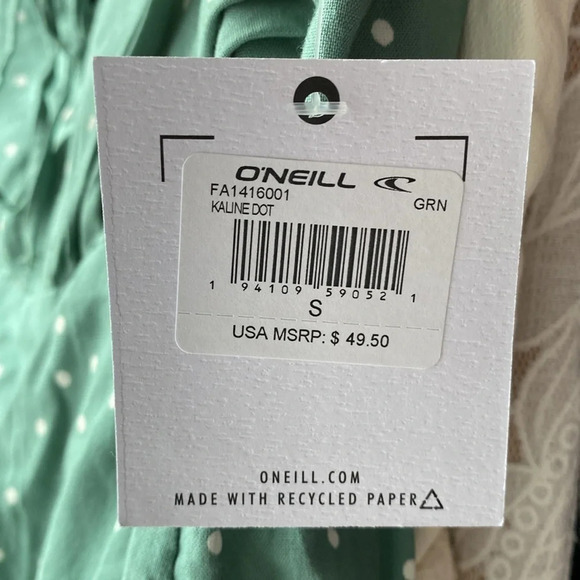 O'NEILL
FA1416001 GRN
KALINE DOT
1 94109 59052 1
S
USA MSRP: $ 49.50
ONEILL.COM
MADE WITH RECYCLED PAPER